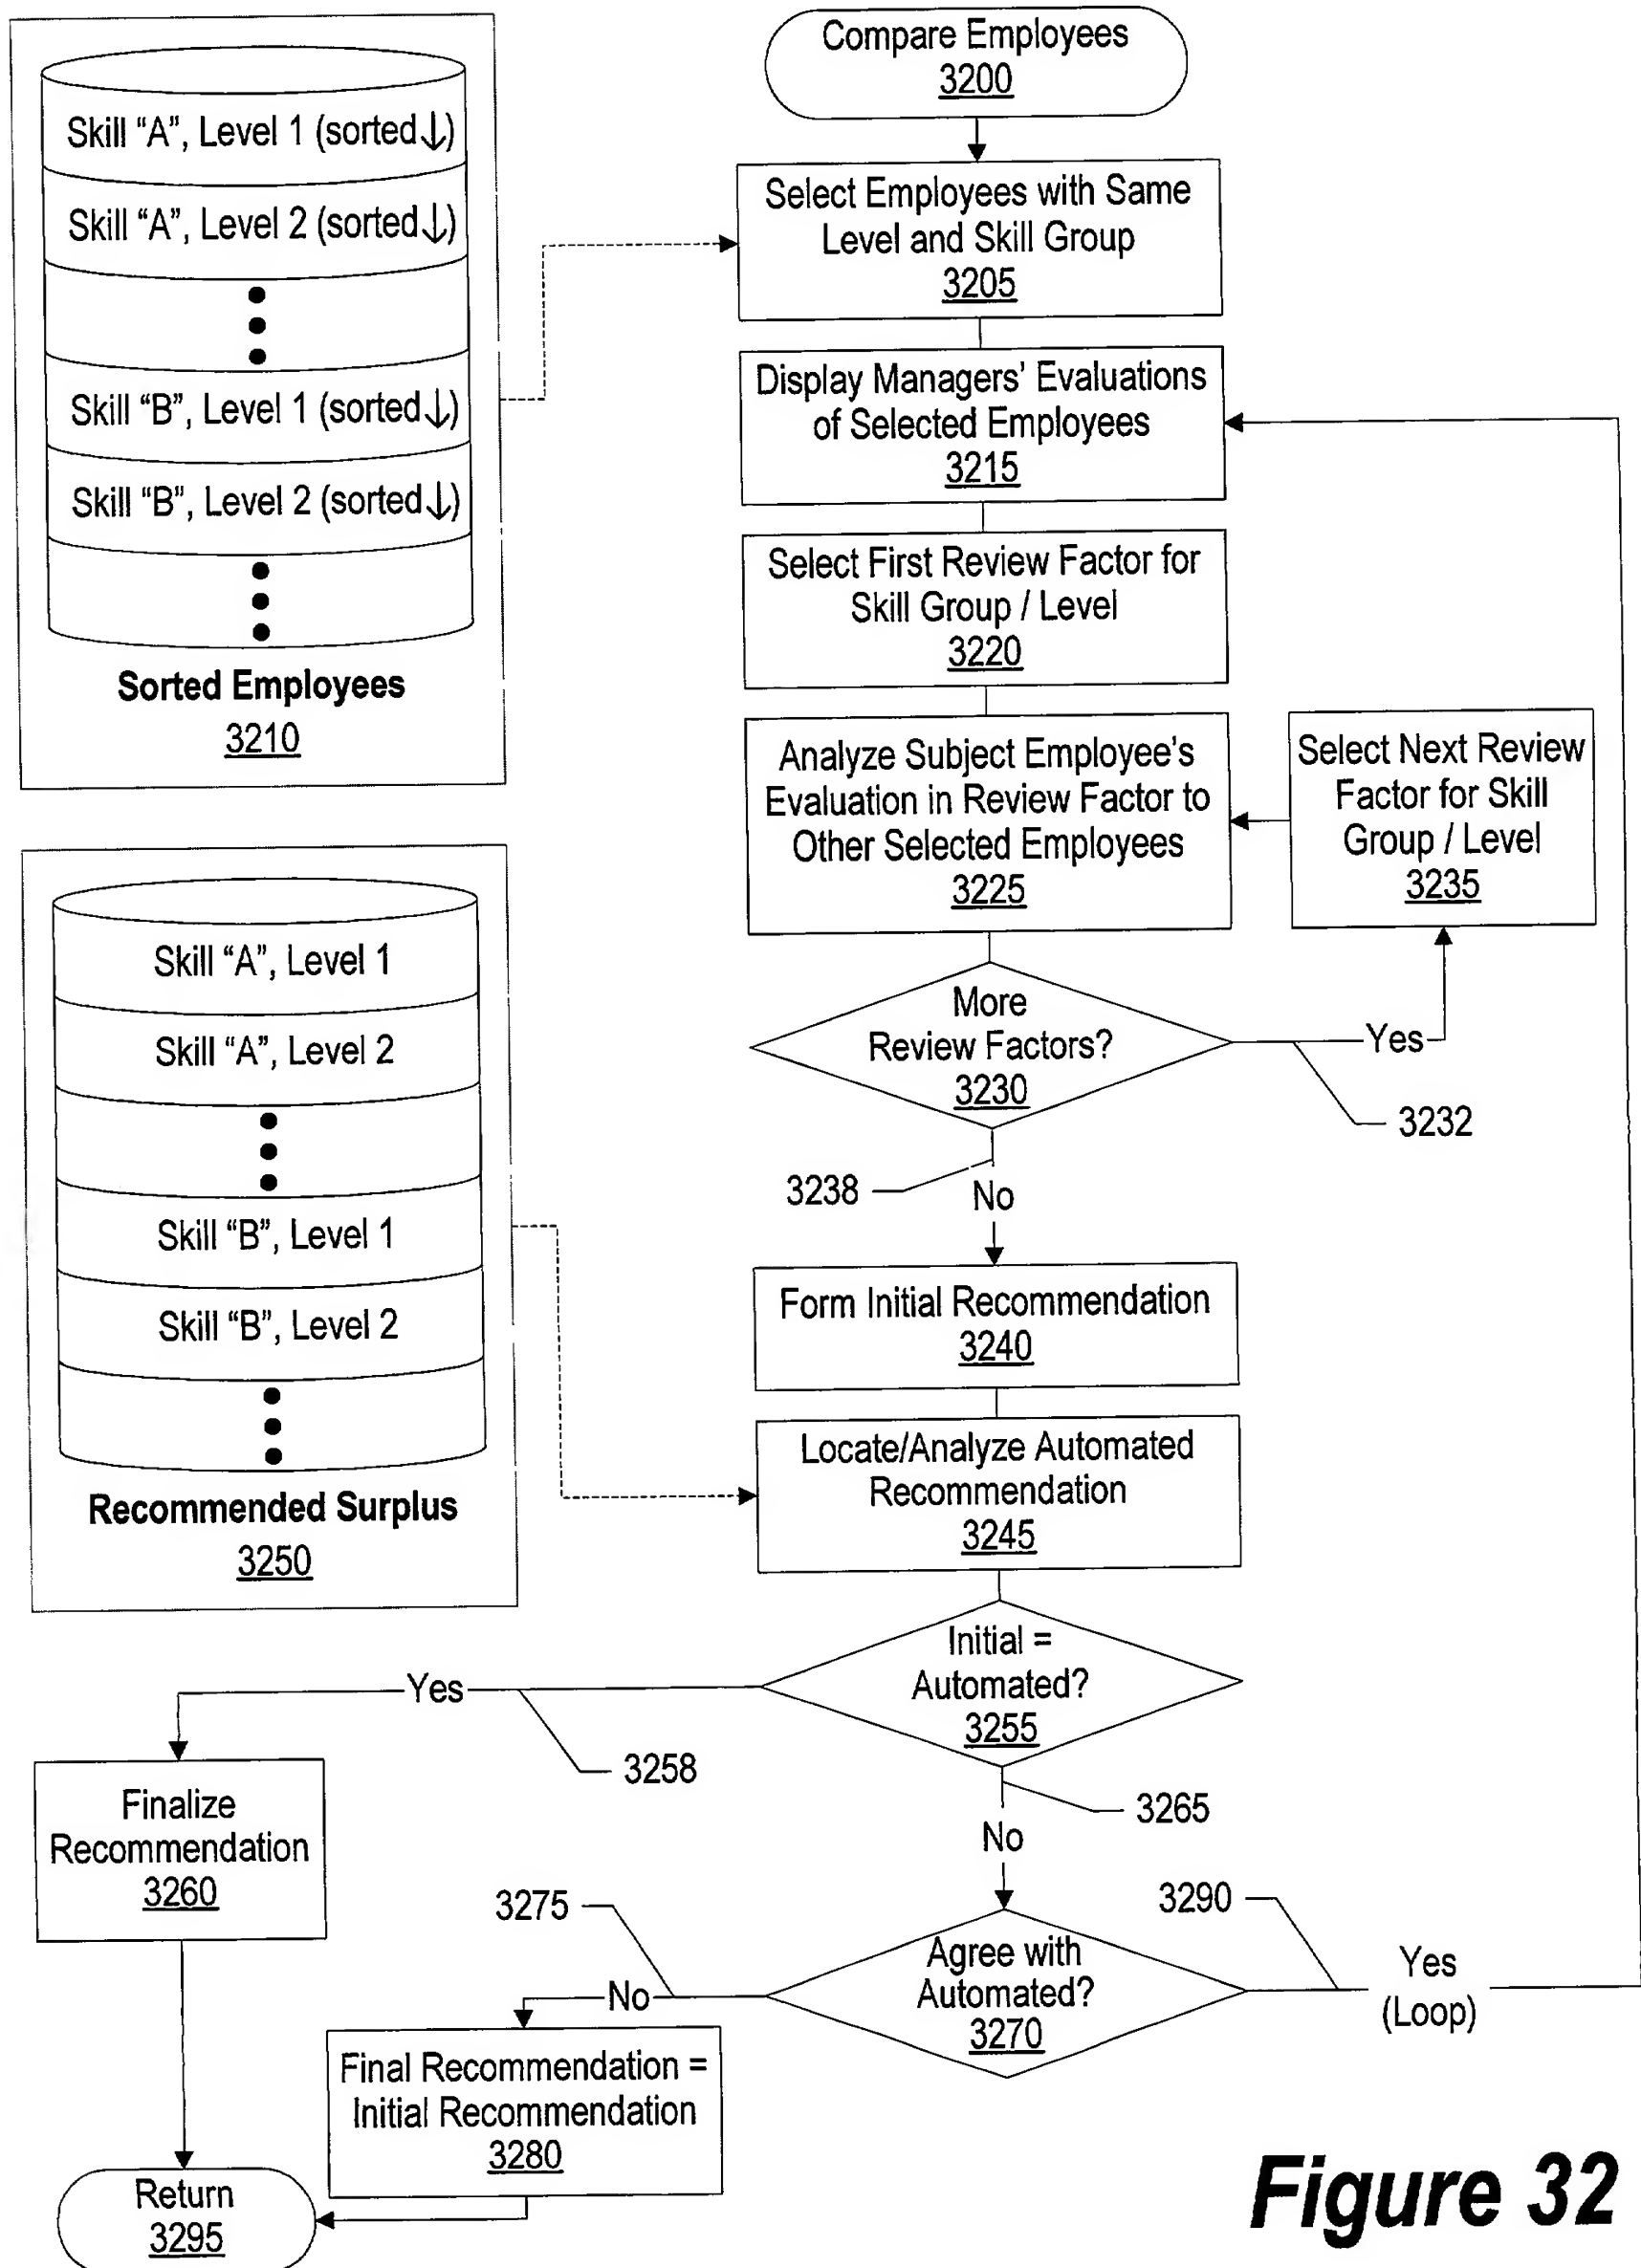 Compare Employees
3200
Skill “A”, Level 1 (sorted↓)
Skill “A”, Level 2 (sorted↓)
Skill “B”, Level 1 (sorted↓)
Skill “B”, Level 2 (sorted↓)
Sorted Employees
3210
Select Employees with Same
Level and Skill Group
3205
Display Managers’ Evaluations
of Selected Employees
3215
Select First Review Factor for
Skill Group / Level
3220
Analyze Subject Employee’s
Evaluation in Review Factor to
Other Selected Employees
3225
Select Next Review
Factor for Skill
Group / Level
3235
More
Review Factors?
3230
Yes
3232
3238
No
Skill “A”, Level 1
Skill “A”, Level 2
Skill “B”, Level 1
Skill “B”, Level 2
Recommended Surplus
3250
Form Initial Recommendation
3240
Locate/Analyze Automated
Recommendation
3245
Initial =
Automated?
3255
Yes
3258
3265
No
Finalize
Recommendation
3260
3275
3290
Agree with
Automated?
3270
No
Yes
(Loop)
Final Recommendation =
Initial Recommendation
3280
Return
3295
Figure 32